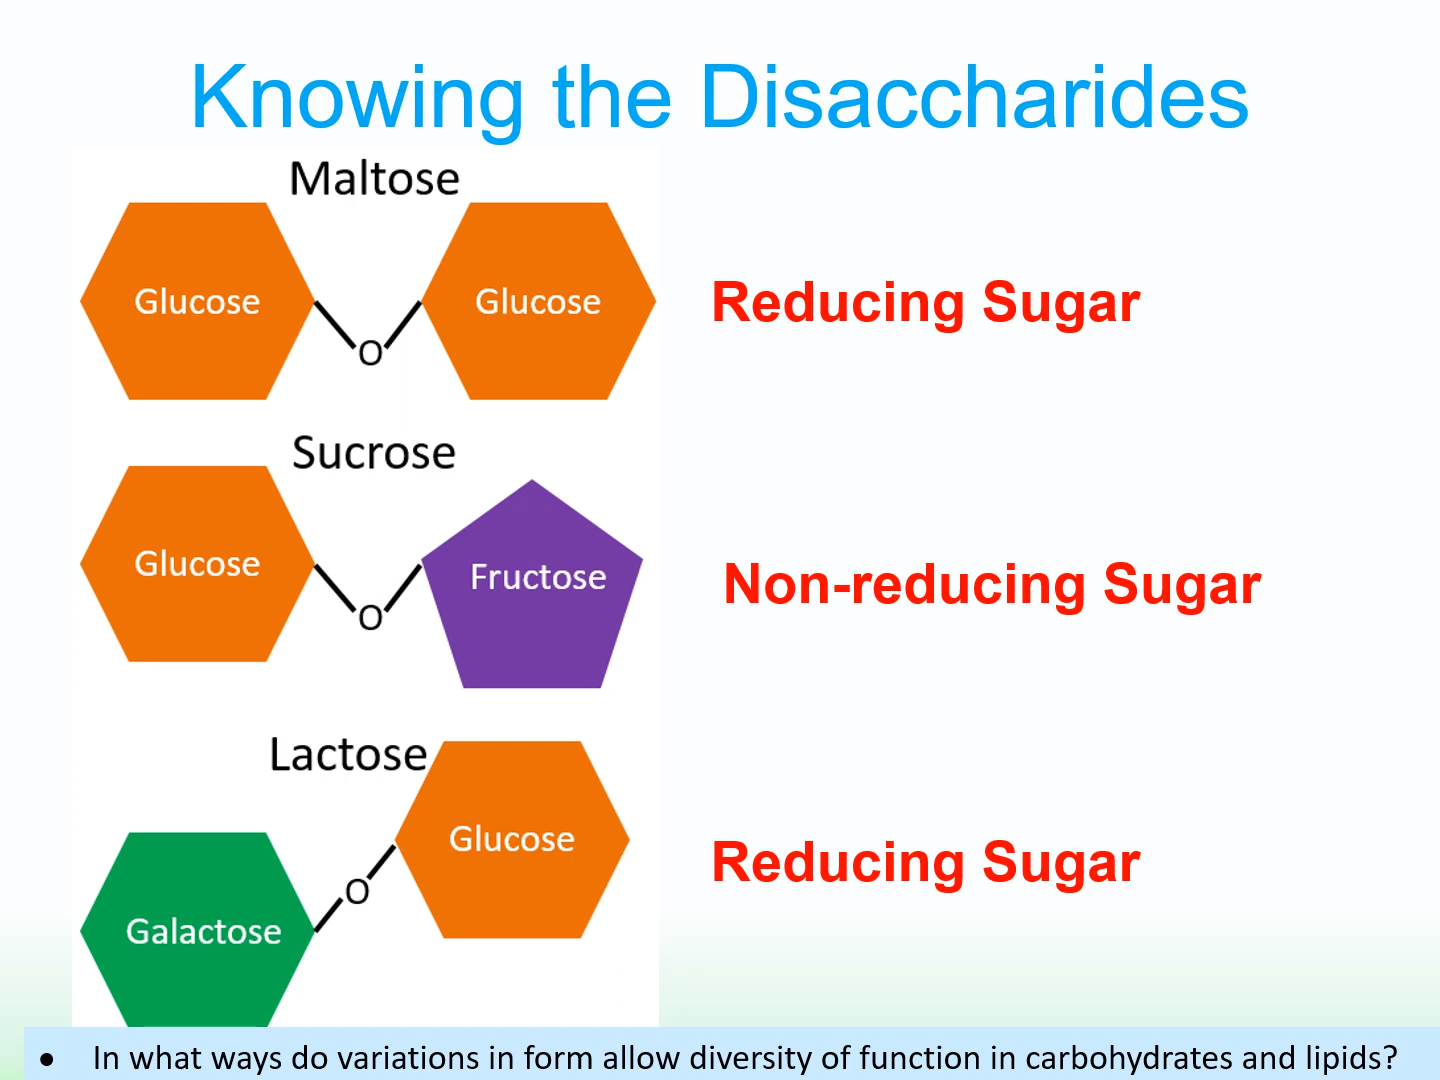 Knowing the Disaccharides
Maltose
Glucose
O
Glucose
Reducing Sugar
Sucrose
Glucose
O
Fructose
Non-reducing Sugar
Lactose
Galactose
O
Glucose
Reducing Sugar
• In what ways do variations in form allow diversity of function in carbohydrates and lipids?